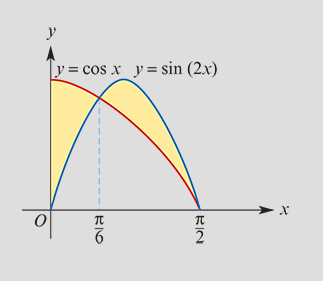 y
y = cos x y = sin (2x)
O π/6 π/2 x